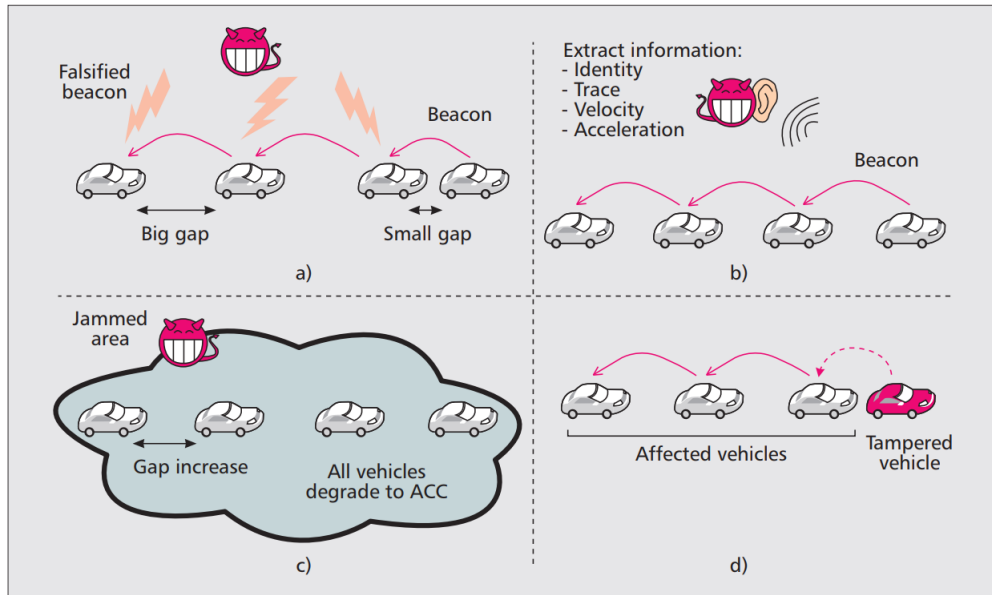 Falsified
beacon
Beacon
Big gap
Small gap
a)
Extract information:
- Identity
- Trace
- Velocity
- Acceleration
Beacon
b)
Jammed
area
Gap increase
All vehicles
degrade to ACC
c)
Affected vehicles
Tampered
vehicle
d)